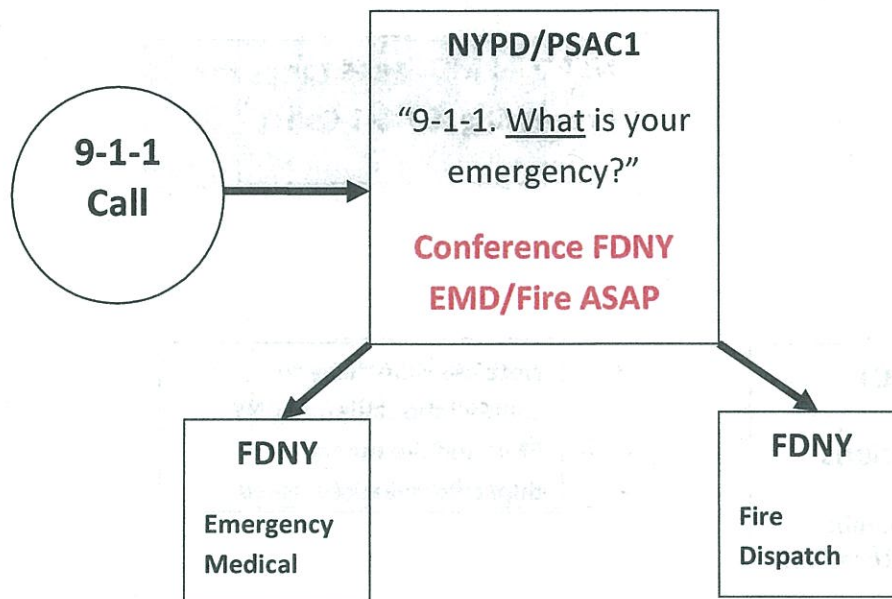 NYPD/PSAC1
"9-1-1. What is your
emergency?"
Conference FDNY
EMD/Fire ASAP
9-1-1
Call
FDNY
Emergency
Medical
FDNY
Fire
Dispatch